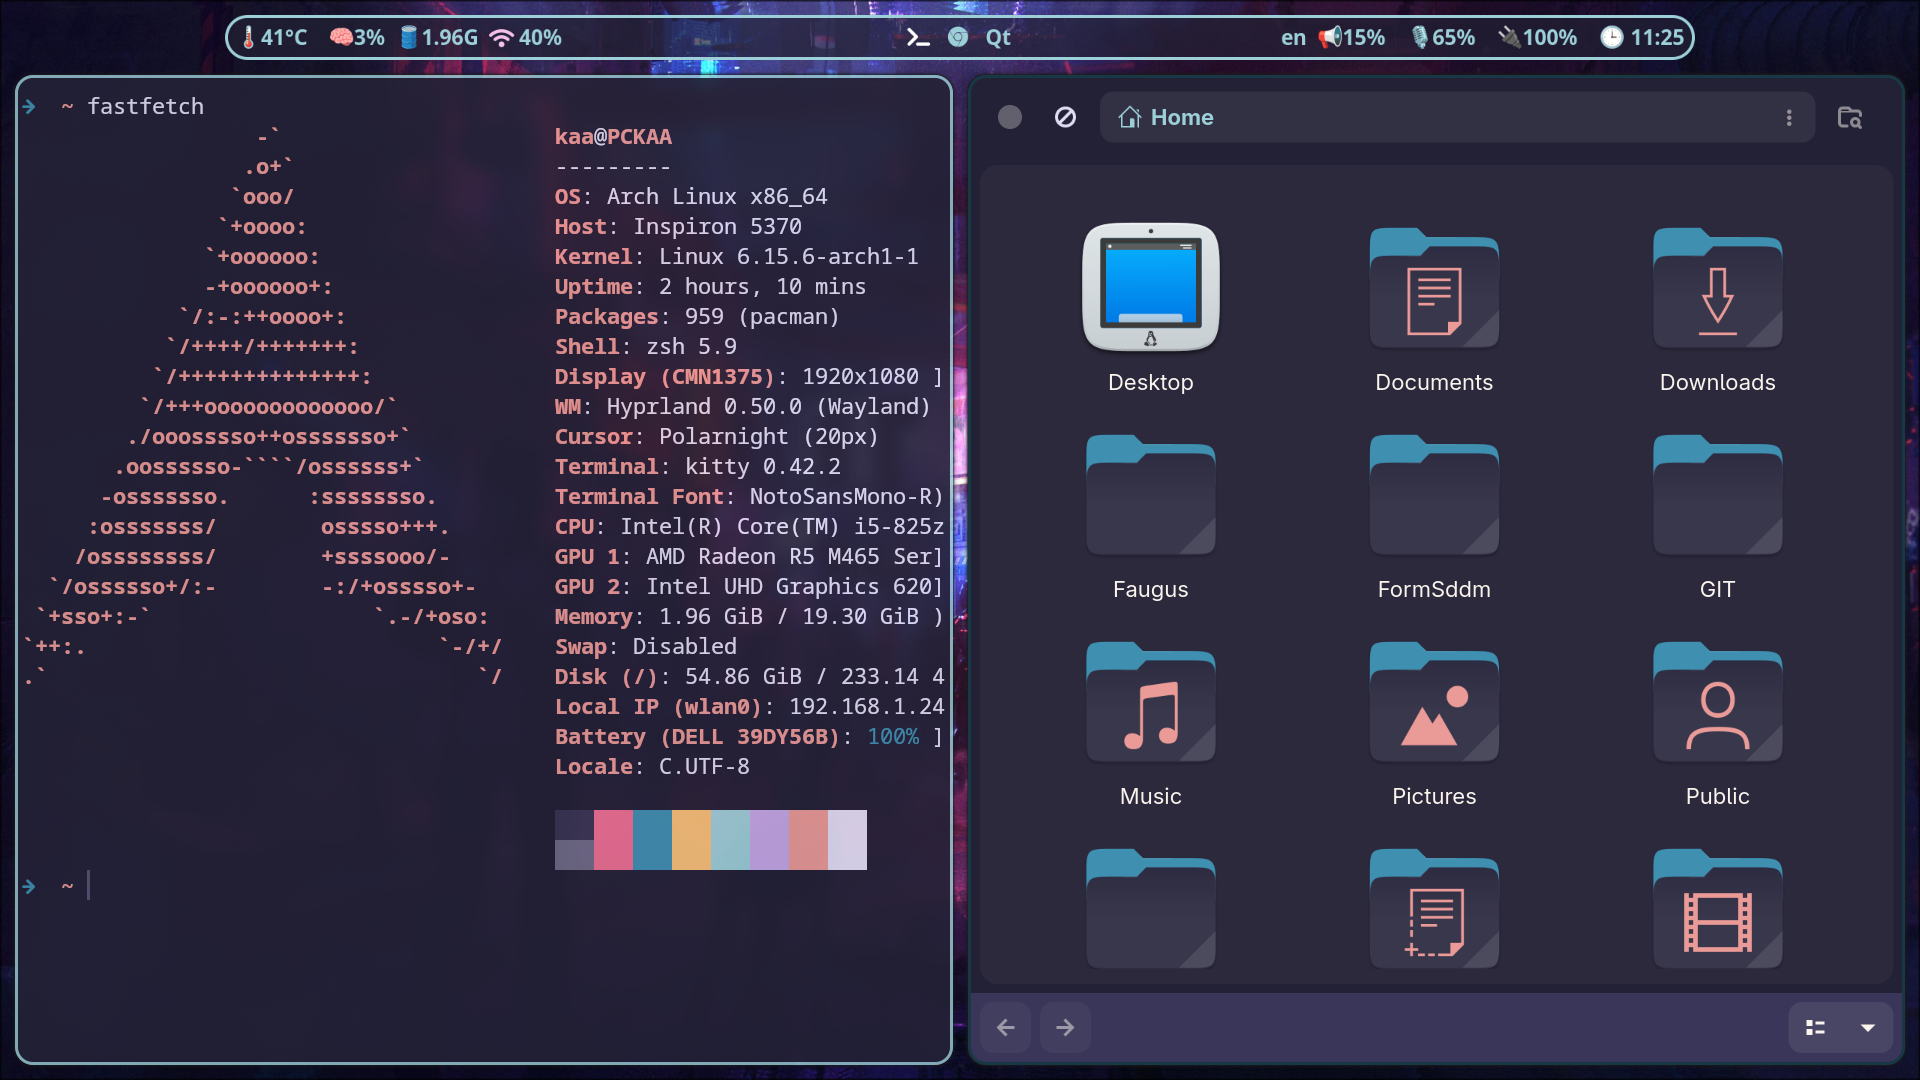 41°C 3% 1.96G 40% Qt en 15% 65% 100% 11:25
➜ ~ fastfetch
-`
.o+`
`ooo/
`+oooo:
`+oooooo:
-+oooooo+:
`/:-:++oooo+:
`/++++/+++++++:
`/++++++++++++++:
`/+++ooooooooooooo/`
./ooosssso++osssssso+`
.oossssso-````/ossssss+`
-osssssso. :ssssssso.
:osssssss/ osssso+++.
/ossssssss/ +ssssooo/-
`/ossssso+/:- -:/+osssso+-
`+sso+:-` `.-/+oso:
`++:. `-/+/
.` `/
kaa@PCKAA
---------
OS: Arch Linux x86_64
Host: Inspiron 5370
Kernel: Linux 6.15.6-arch1-1
Uptime: 2 hours, 10 mins
Packages: 959 (pacman)
Shell: zsh 5.9
Display (CMN1375): 1920x1080 ]
WM: Hyprland 0.50.0 (Wayland)
Cursor: Polarnight (20px)
Terminal: kitty 0.42.2
Terminal Font: NotoSansMono-R)
CPU: Intel(R) Core(TM) i5-825z
GPU 1: AMD Radeon R5 M465 Ser]
GPU 2: Intel UHD Graphics 620]
Memory: 1.96 GiB / 19.30 GiB )
Swap: Disabled
Disk (/): 54.86 GiB / 233.14 4
Local IP (wlan0): 192.168.1.24
Battery (DELL 39DY56B): 100% ]
Locale: C.UTF-8
➜ ~
Home
Desktop Documents Downloads
Faugus FormSddm GIT
Music Pictures Public